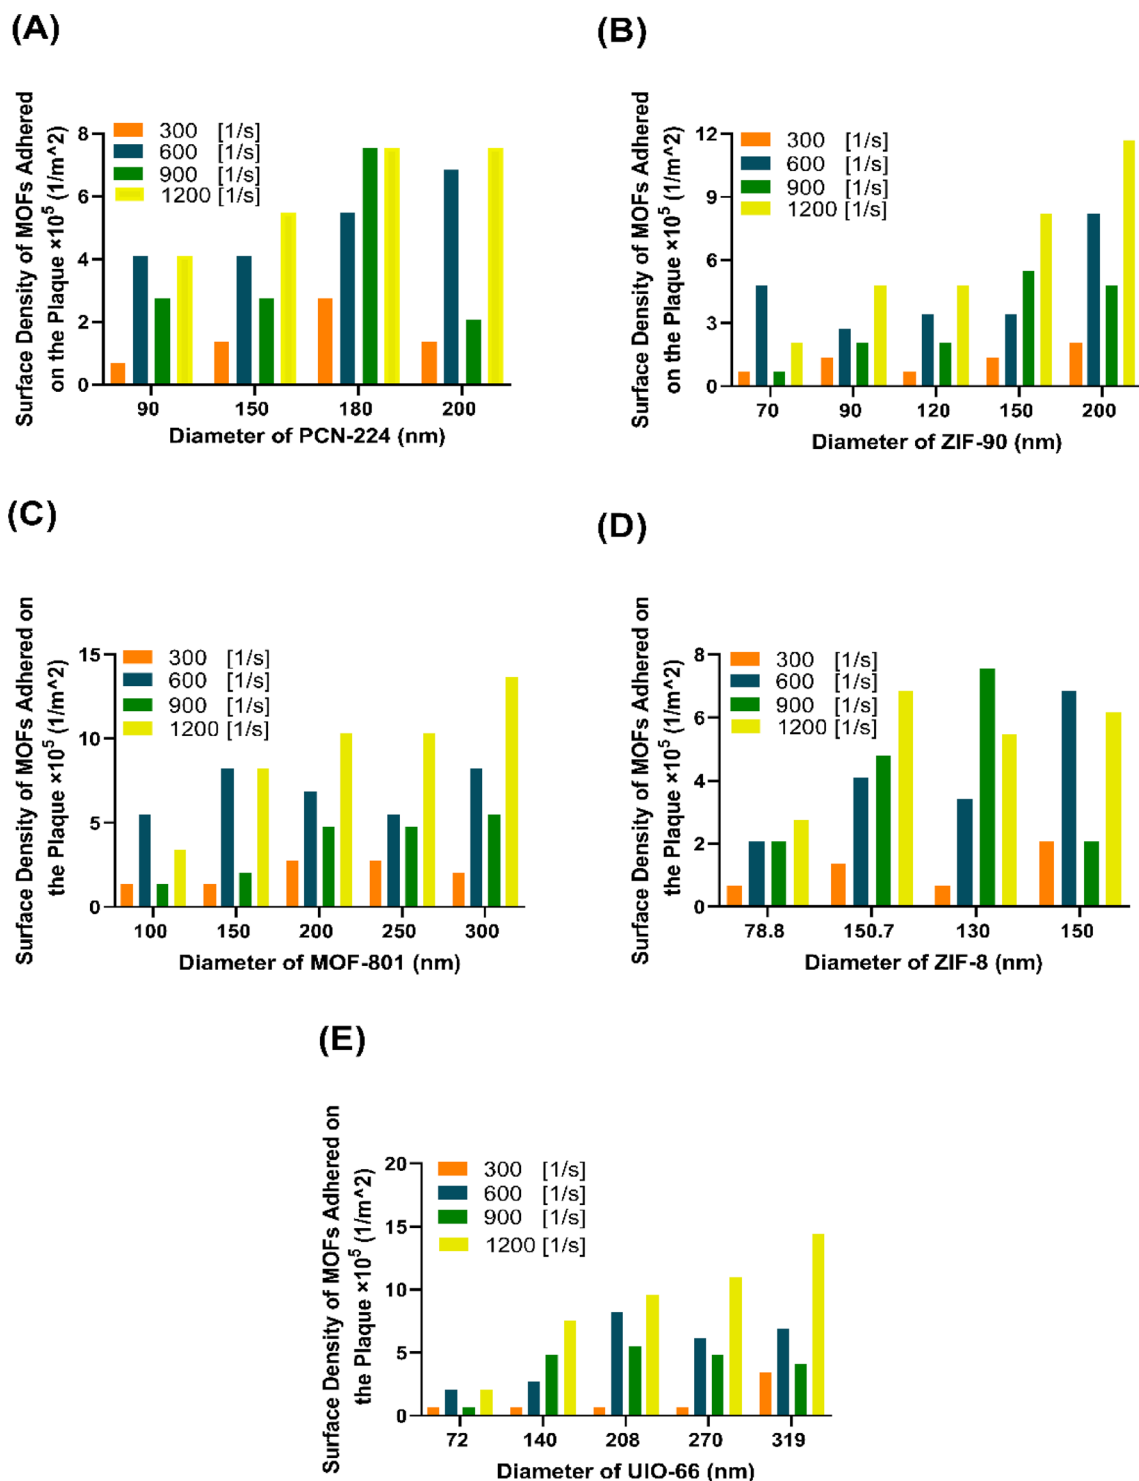 (A)
Surface Density of MOFs Adhered
on the Plaque ×10⁵ (1/m^2)
300 [1/s]
600 [1/s]
900 [1/s]
1200 [1/s]
8
6
4
2
0
90 150 180 200
Diameter of PCN-224 (nm)
(B)
Surface Density of MOFs Adhered
on the Plaque ×10⁵ (1/m^2)
300 [1/s]
600 [1/s]
900 [1/s]
1200 [1/s]
12
9
6
3
0
70 90 120 150 200
Diameter of ZIF-90 (nm)
(C)
Surface Density of MOFs Adhered on
the Plaque ×10⁵ (1/m^2)
300 [1/s]
600 [1/s]
900 [1/s]
1200 [1/s]
15
10
5
0
100 150 200 250 300
Diameter of MOF-801 (nm)
(D)
Surface Density of MOFs Adhered on
the Plaque ×10⁵ (1/m^2)
300 [1/s]
600 [1/s]
900 [1/s]
1200 [1/s]
8
6
4
2
0
78.8 150.7 130 150
Diameter of ZIF-8 (nm)
(E)
Surface Density of MOFs Adhered on
the Plaque ×10⁵ (1/m^2)
300 [1/s]
600 [1/s]
900 [1/s]
1200 [1/s]
20
15
10
5
0
72 140 208 270 319
Diameter of UIO-66 (nm)